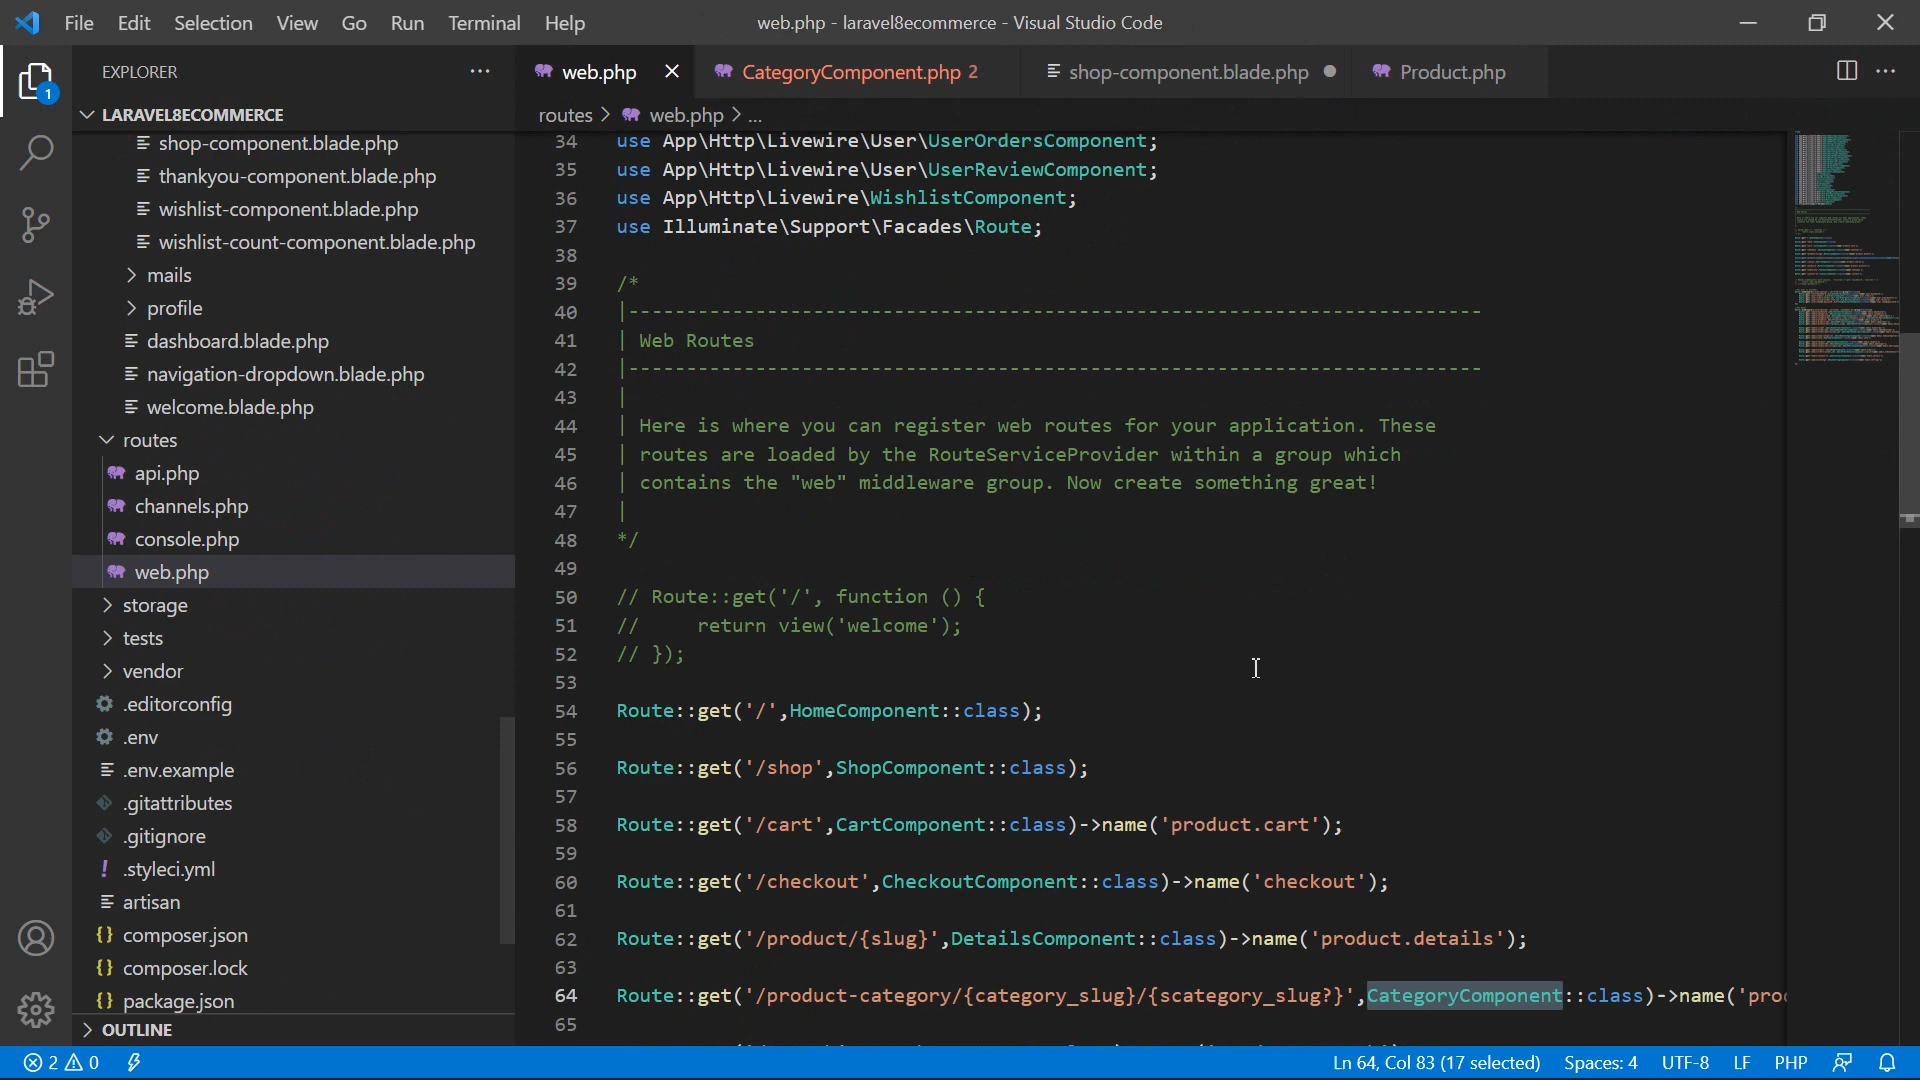 File Edit Selection View Go Run Terminal Help
web.php - laravel8ecommerce - Visual Studio Code
EXPLORER
1
LARAVEL8ECOMMERCE
shop-component.blade.php
thankyou-component.blade.php
wishlist-component.blade.php
wishlist-count-component.blade.php
mails
profile
dashboard.blade.php
navigation-dropdown.blade.php
welcome.blade.php
routes
api.php
channels.php
console.php
web.php
storage
tests
vendor
.editorconfig
.env
.env.example
.gitattributes
.gitignore
.styleci.yml
artisan
composer.json
composer.lock
package.json
OUTLINE
web.php CategoryComponent.php 2 shop-component.blade.php Product.php
routes > web.php > ...
34 use App\Http\Livewire\User\UserOrdersComponent;
35 use App\Http\Livewire\User\UserReviewComponent;
36 use App\Http\Livewire\WishlistComponent;
37 use Illuminate\Support\Facades\Route;
38
39 /*
40 |--------------------------------------------------------------------------
41 | Web Routes
42 |--------------------------------------------------------------------------
43 |
44 | Here is where you can register web routes for your application. These
45 | routes are loaded by the RouteServiceProvider within a group which
46 | contains the "web" middleware group. Now create something great!
47 |
48 */
49
50 // Route::get('/', function () {
51 //     return view('welcome');
52 // });
53
54 Route::get('/',HomeComponent::class);
55
56 Route::get('/shop',ShopComponent::class);
57
58 Route::get('/cart',CartComponent::class)->name('product.cart');
59
60 Route::get('/checkout',CheckoutComponent::class)->name('checkout');
61
62 Route::get('/product/{slug}',DetailsComponent::class)->name('product.details');
63
64 Route::get('/product-category/{category_slug}/{scategory_slug?}',CategoryComponent::class)->name('prod
65
2 0 Ln 64, Col 83 (17 selected) Spaces: 4 UTF-8 LF PHP